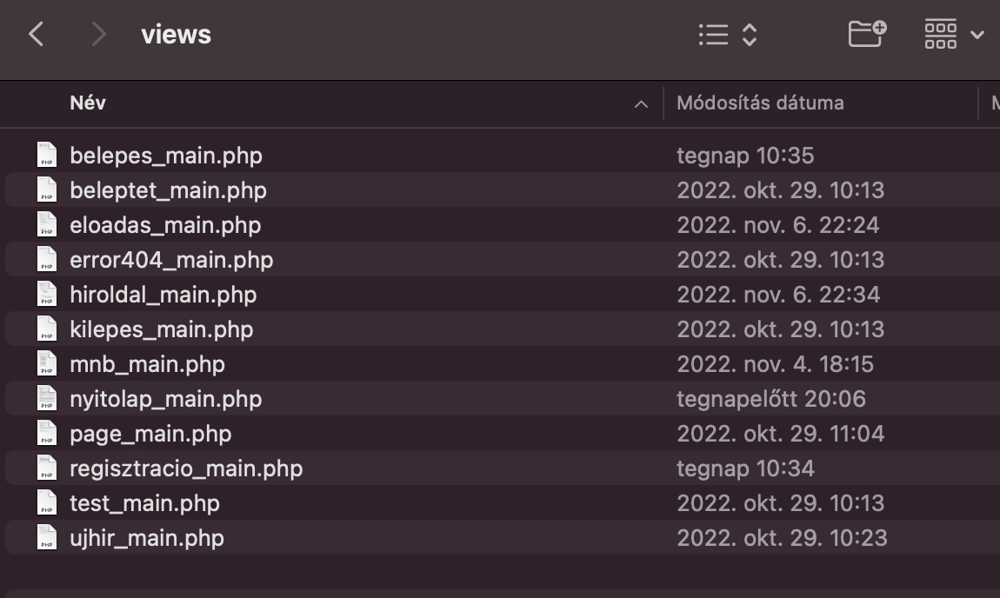 views
Név Módosítás dátuma M
belepes_main.php tegnap 10:35
beleptet_main.php 2022. okt. 29. 10:13
eloadas_main.php 2022. nov. 6. 22:24
error404_main.php 2022. okt. 29. 10:13
hiroldal_main.php 2022. nov. 6. 22:34
kilepes_main.php 2022. okt. 29. 10:13
mnb_main.php 2022. nov. 4. 18:15
nyitolap_main.php tegnapelőtt 20:06
page_main.php 2022. okt. 29. 11:04
regisztracio_main.php tegnap 10:34
test_main.php 2022. okt. 29. 10:13
ujhir_main.php 2022. okt. 29. 10:23